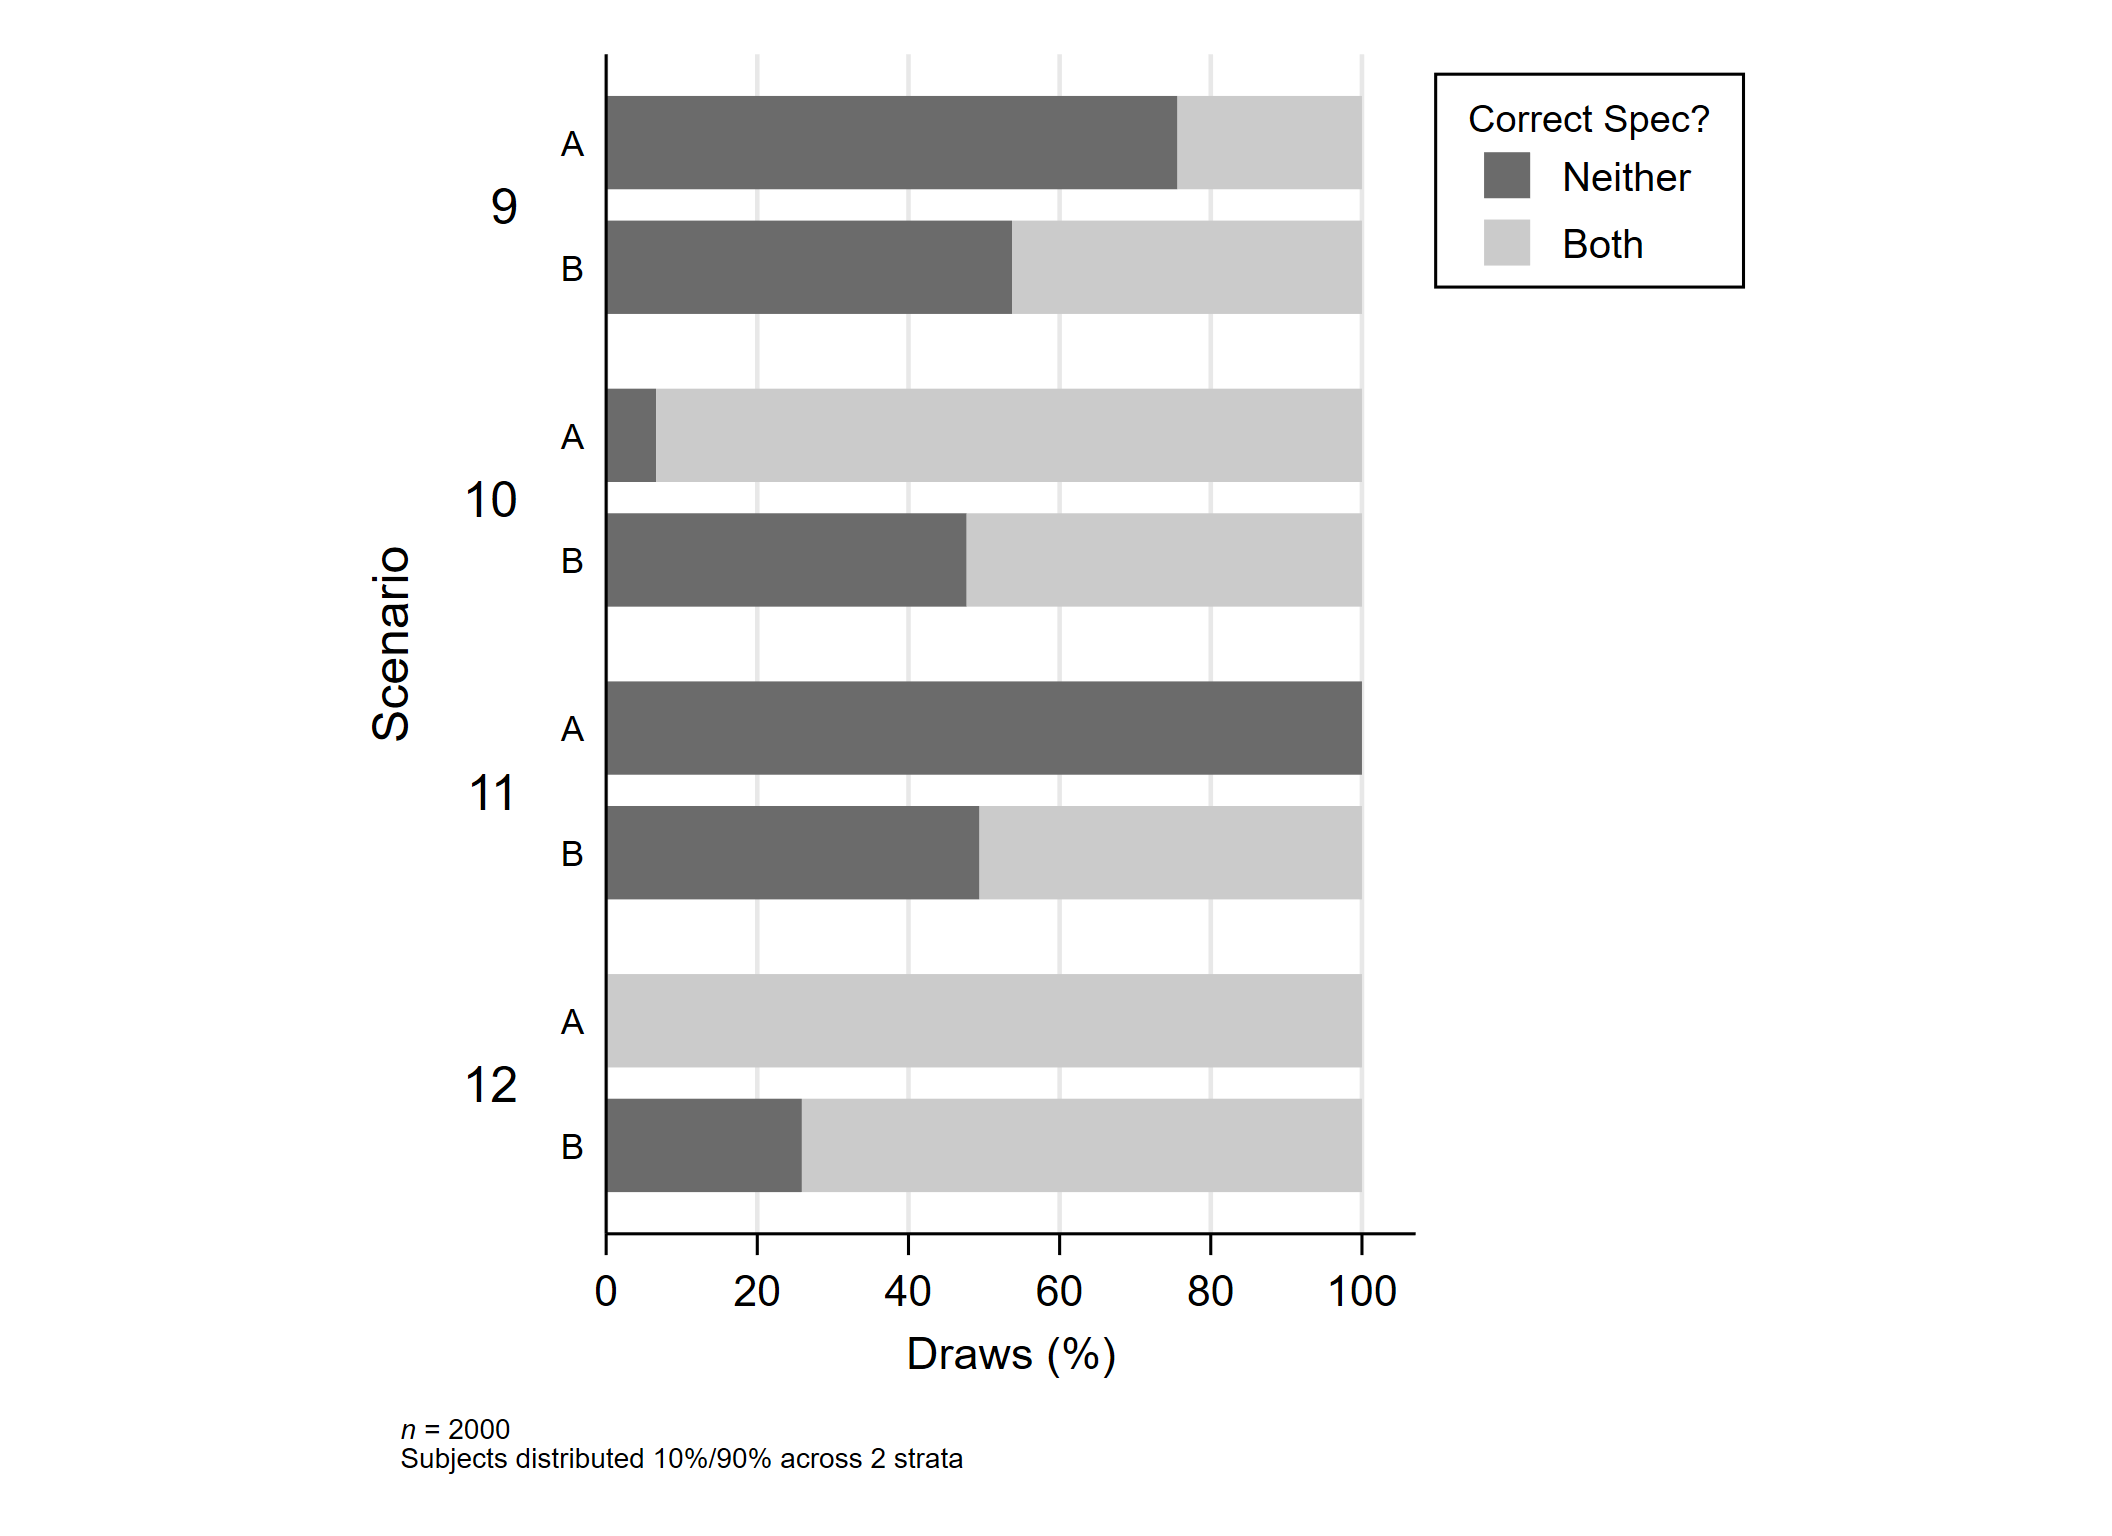 Correct Spec?
Neither
Both
Scenario
9
A
B
10
A
B
11
A
B
12
A
B
0 20 40 60 80 100
Draws (%)
n = 2000
Subjects distributed 10%/90% across 2 strata